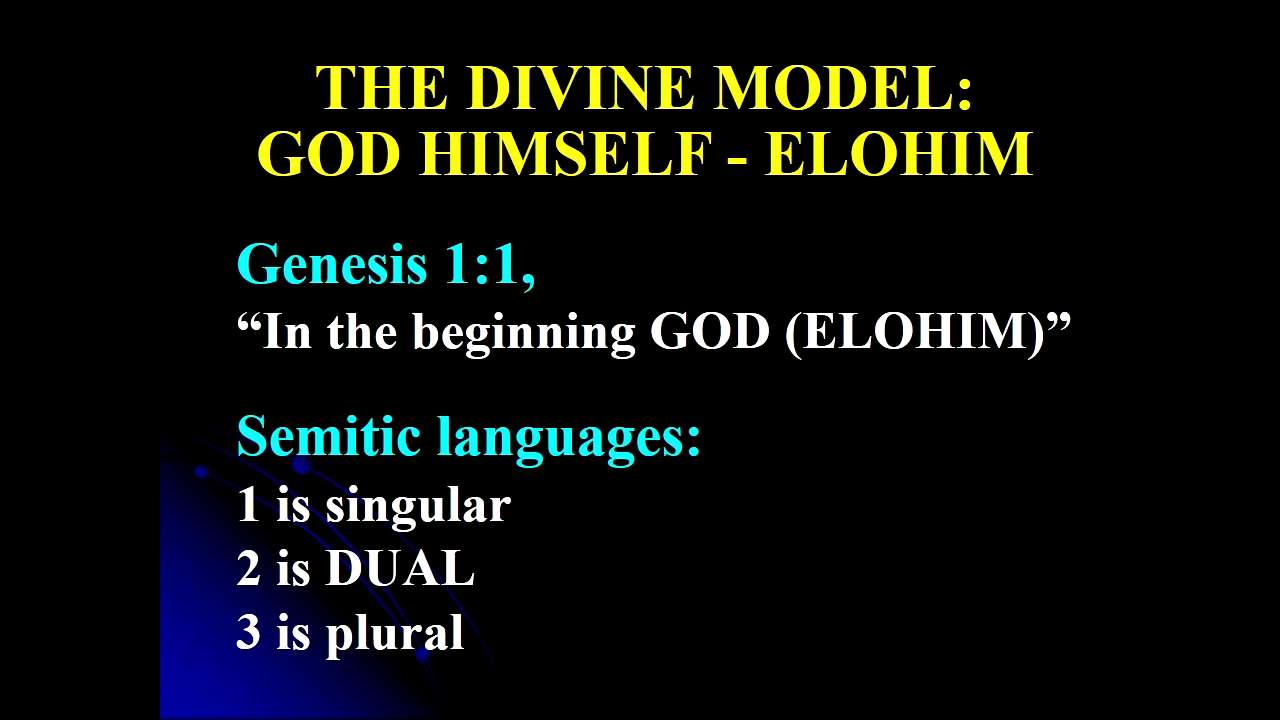 THE DIVINE MODEL:
GOD HIMSELF - ELOHIM
Genesis 1:1,
“In the beginning GOD (ELOHIM)”
Semitic languages:
1 is singular
2 is DUAL
3 is plural